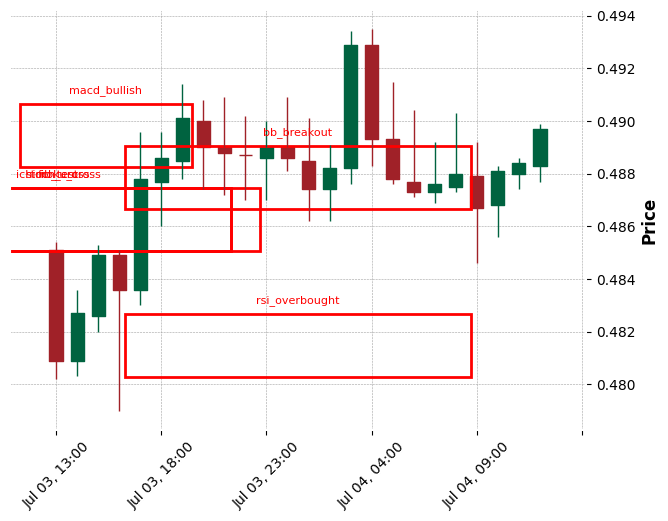 0.494
0.492
macd_bullish
0.490
bb_breakout
0.488
0.486
0.484
rsi_overbought
0.482
0.480
Price
Jul 03, 13:00
Jul 03, 18:00
Jul 03, 23:00
Jul 04, 04:00
Jul 04, 09:00